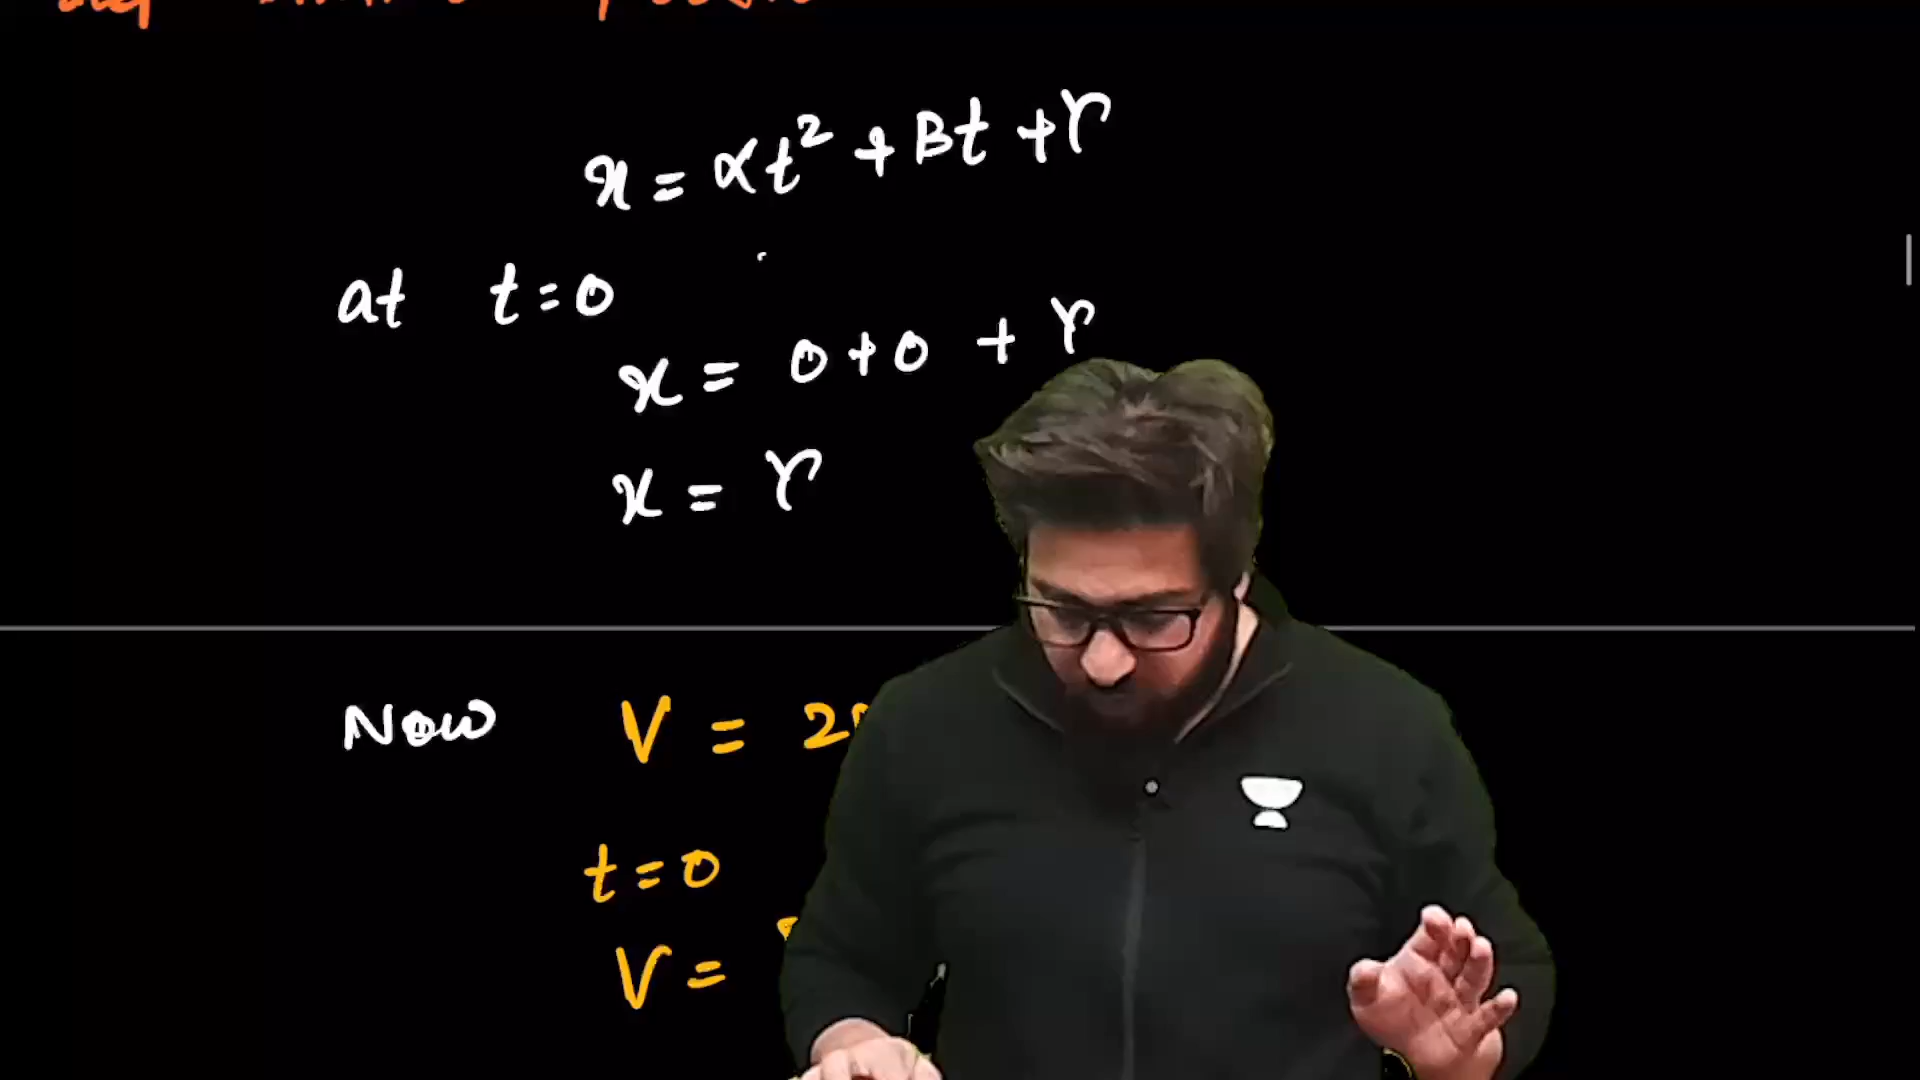 x = αt² + βt + γ
at t=0
x = 0+0 + γ
x = γ
Now V = 2
t=0
V =